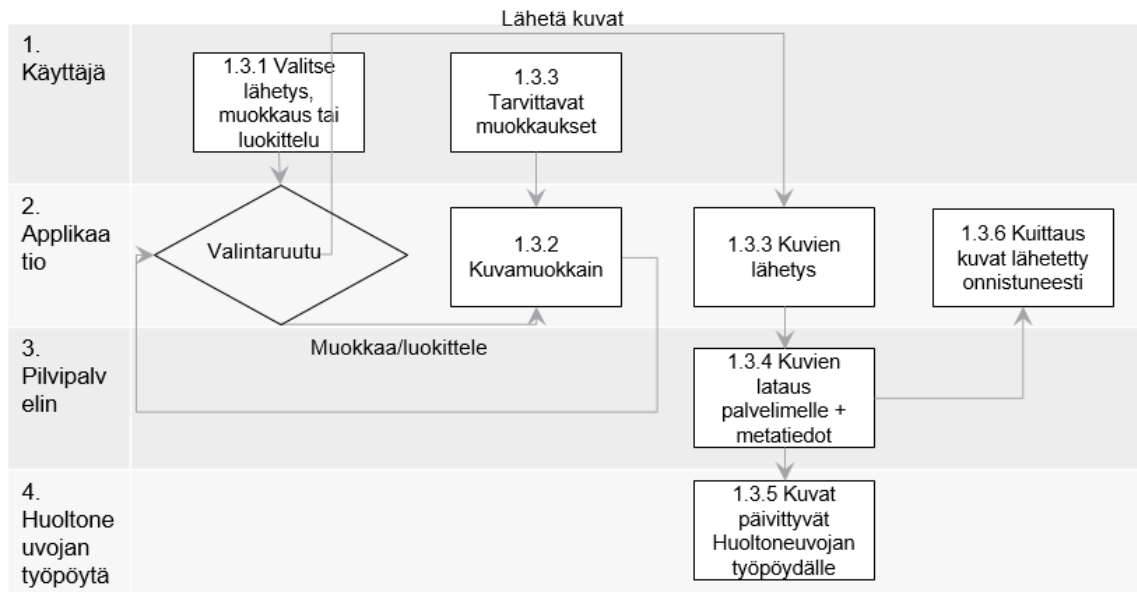 Lähetä kuvat
1.
Käyttäjä
1.3.1 Valitse
lähetys,
muokkaus tai
luokittelu
1.3.3
Tarvittavat
muokkaukset
2.
Applikaa
tio
Valintaruutu
1.3.2
Kuvamuokkain
1.3.3 Kuvien
lähetys
1.3.6 Kuittaus
kuvat lähetetty
onnistuneesti
Muokkaa/luokittele
3.
Pilvipalv
elin
1.3.4 Kuvien
lataus
palvelimelle +
metatiedot
4.
Huoltone
uvojan
työpöytä
1.3.5 Kuvat
päivittyvät
Huoltoneuvojan
työpöydälle